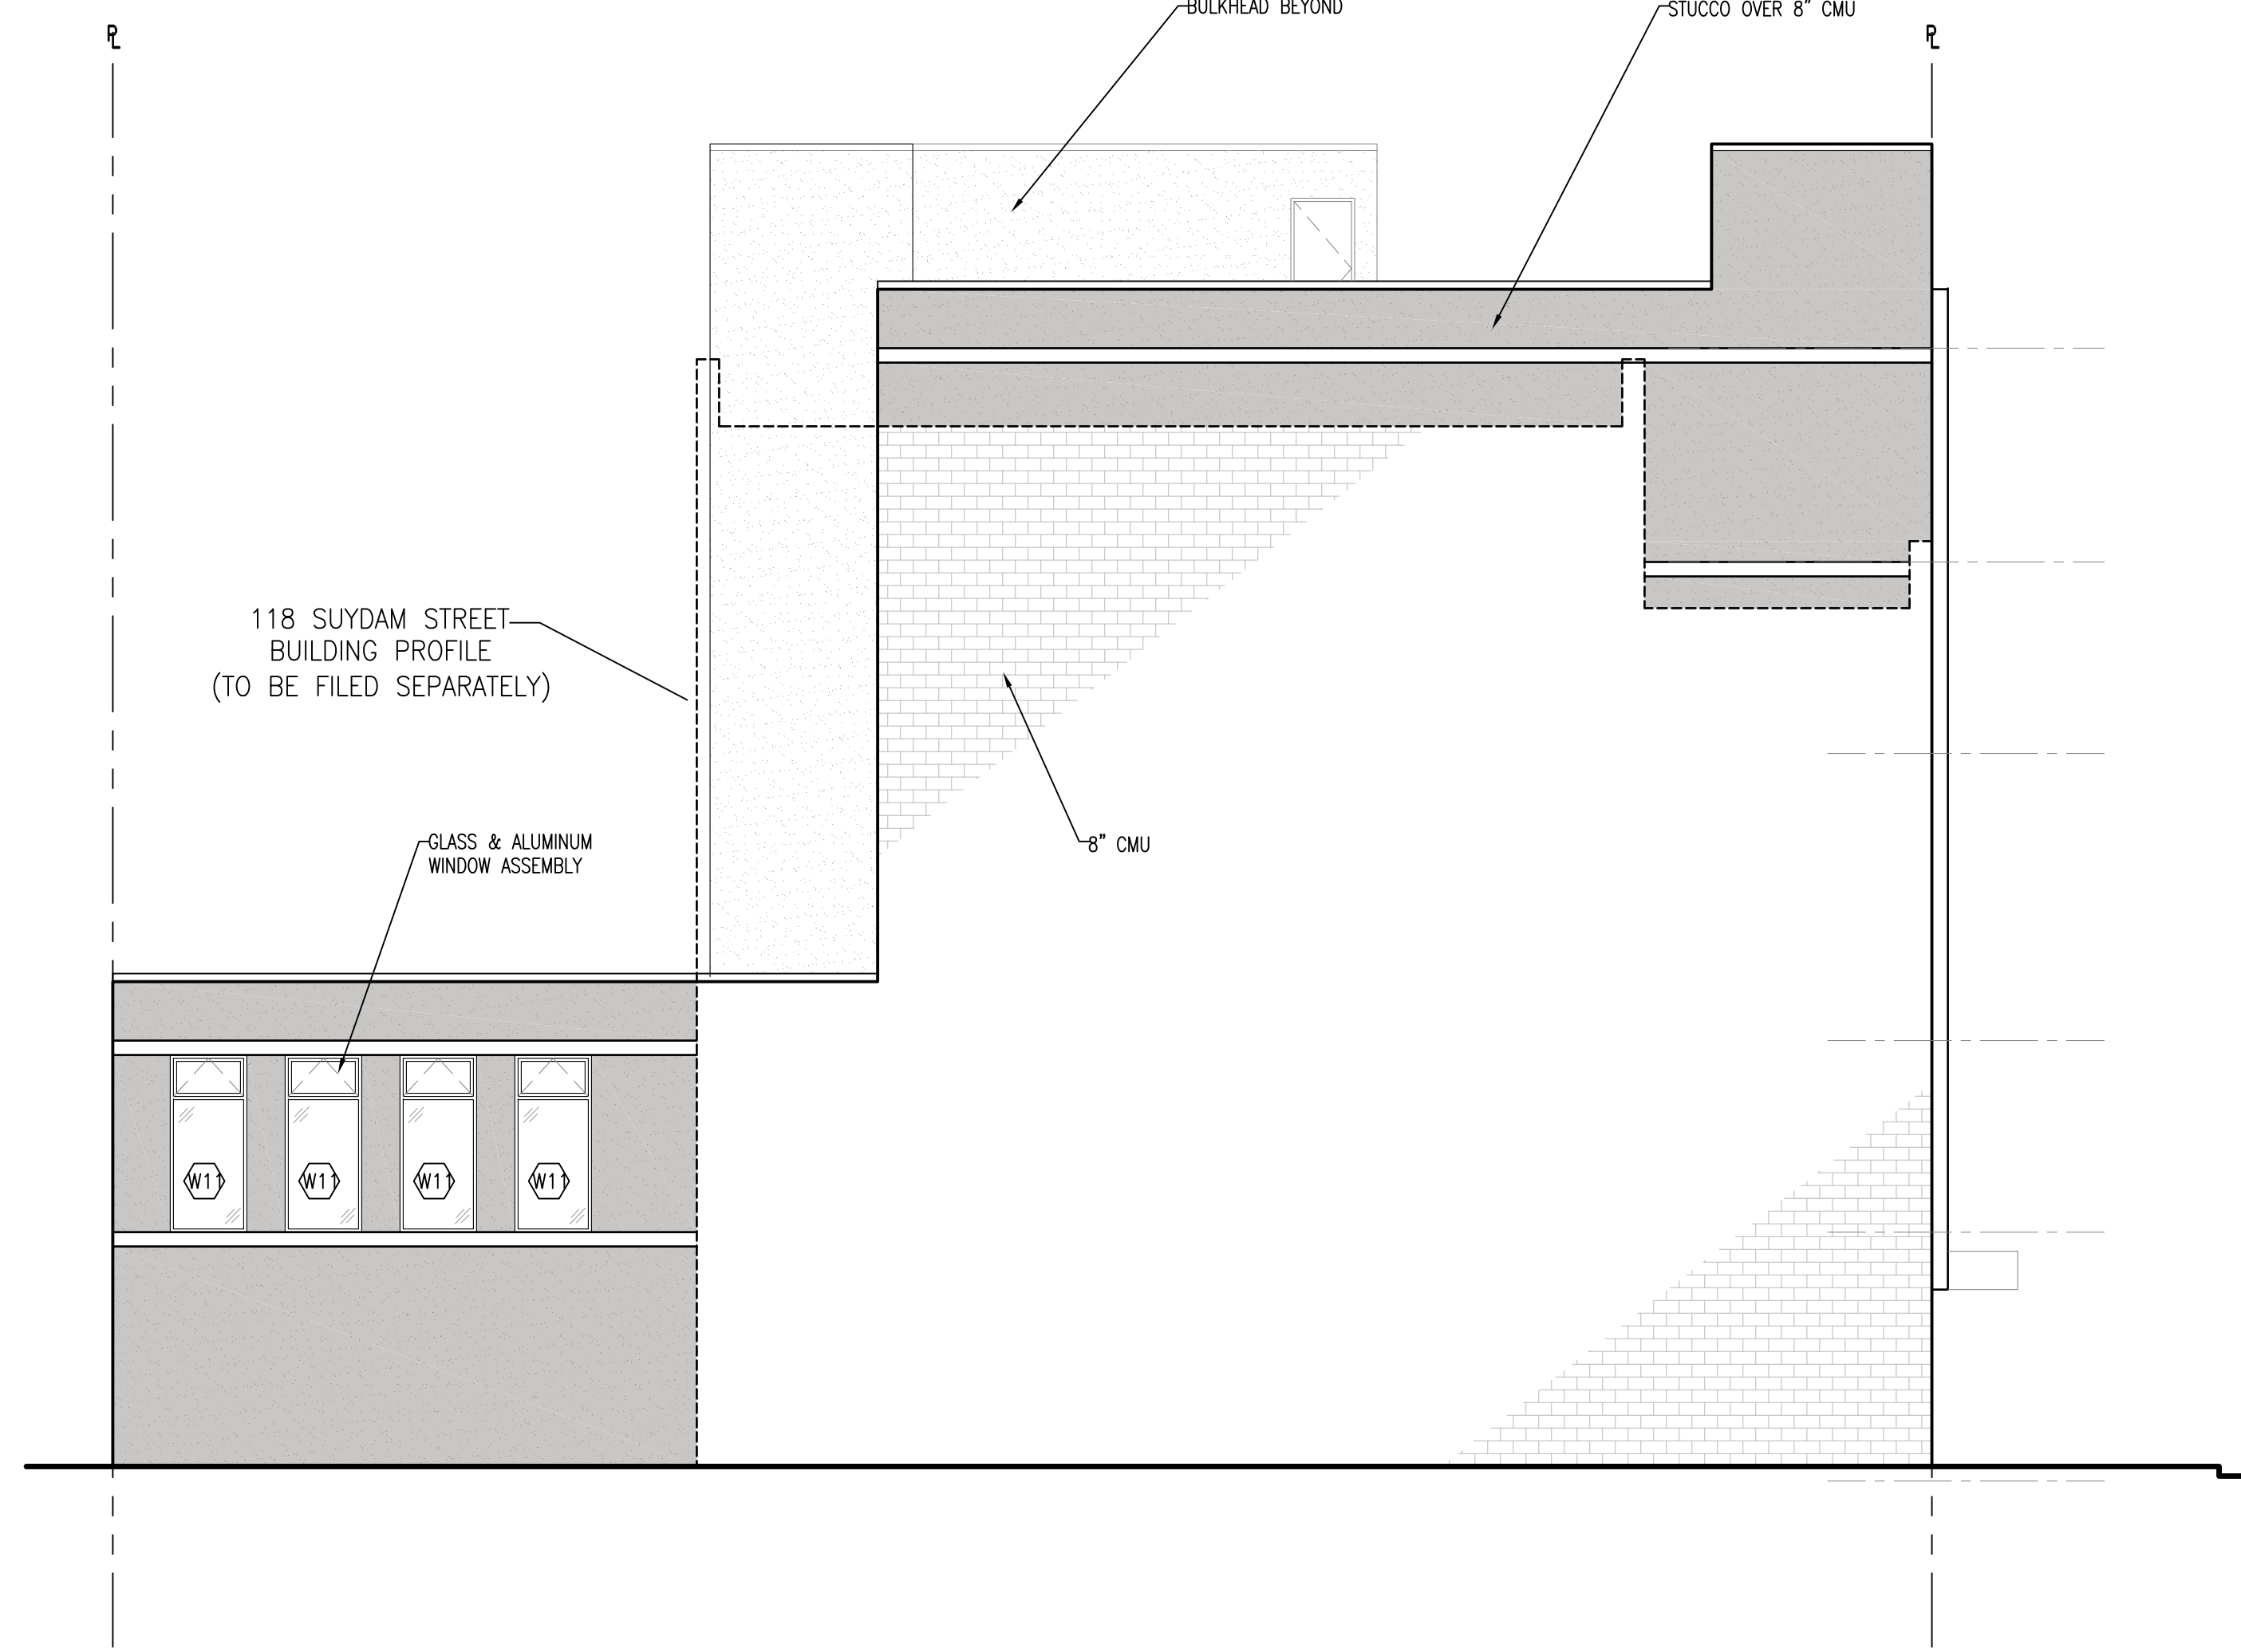 BULKHEAD BEYOND
STUCCO OVER 8" CMU
PL
PL
118 SUYDAM STREET
BUILDING PROFILE
(TO BE FILED SEPARATELY)
GLASS & ALUMINUM
WINDOW ASSEMBLY
8" CMU
W11
W11
W11
W11